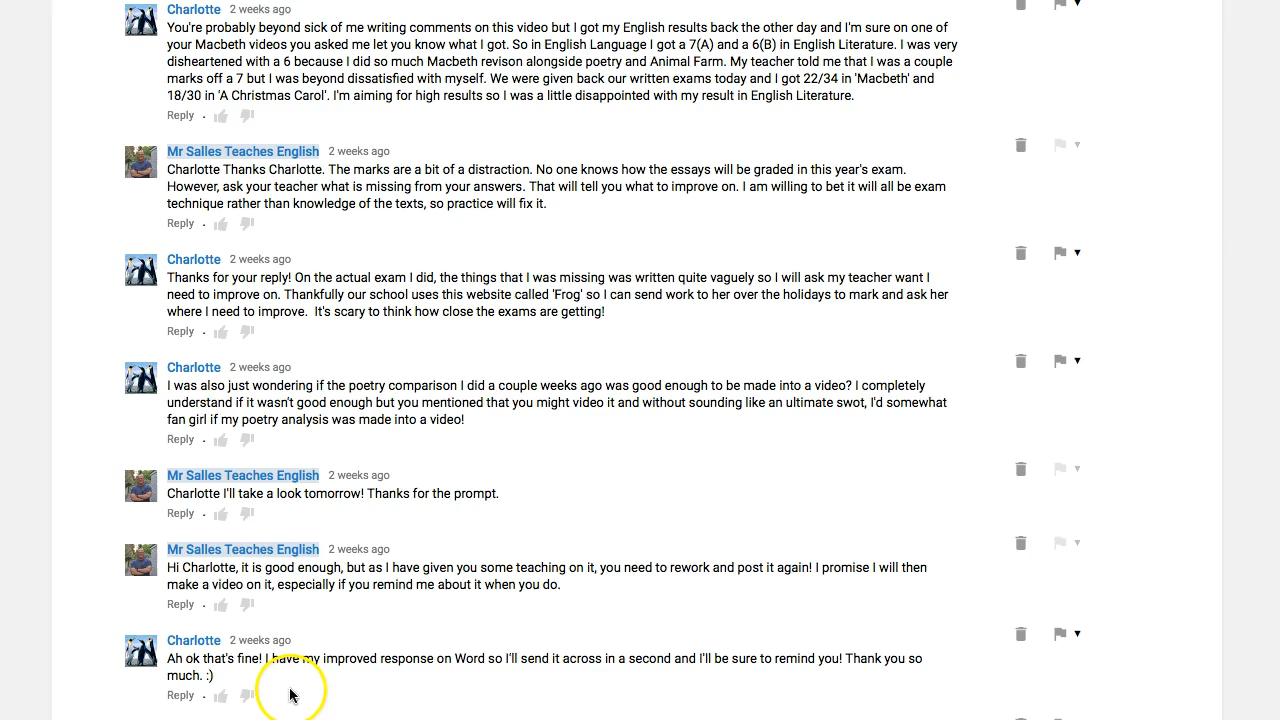 Charlotte 2 weeks ago
You're probably beyond sick of me writing comments on this video but I got my English results back the other day and I'm sure on one of
your Macbeth videos you asked me let you know what I got. So in English Language I got a 7(A) and a 6(B) in English Literature. I was very
disheartened with a 6 because I did so much Macbeth revison alongside poetry and Animal Farm. My teacher told me that I was a couple
marks off a 7 but I was beyond dissatisfied with myself. We were given back our written exams today and I got 22/34 in 'Macbeth' and
18/30 in 'A Christmas Carol'. I'm aiming for high results so I was a little disappointed with my result in English Literature.
Reply ·
Mr Salles Teaches English 2 weeks ago
Charlotte Thanks Charlotte. The marks are a bit of a distraction. No one knows how the essays will be graded in this year's exam.
However, ask your teacher what is missing from your answers. That will tell you what to improve on. I am willing to bet it will all be exam
technique rather than knowledge of the texts, so practice will fix it.
Reply ·
Charlotte 2 weeks ago
Thanks for your reply! On the actual exam I did, the things that I was missing was written quite vaguely so I will ask my teacher want I
need to improve on. Thankfully our school uses this website called 'Frog' so I can send work to her over the holidays to mark and ask her
where I need to improve. It's scary to think how close the exams are getting!
Reply ·
Charlotte 2 weeks ago
I was also just wondering if the poetry comparison I did a couple weeks ago was good enough to be made into a video? I completely
understand if it wasn't good enough but you mentioned that you might video it and without sounding like an ultimate swot, I'd somewhat
fan girl if my poetry analysis was made into a video!
Reply ·
Mr Salles Teaches English 2 weeks ago
Charlotte I'll take a look tomorrow! Thanks for the prompt.
Reply ·
Mr Salles Teaches English 2 weeks ago
Hi Charlotte, it is good enough, but as I have given you some teaching on it, you need to rework and post it again! I promise I will then
make a video on it, especially if you remind me about it when you do.
Reply ·
Charlotte 2 weeks ago
Ah ok that's fine! I have my improved response on Word so I'll send it across in a second and I'll be sure to remind you! Thank you so
much. :)
Reply ·